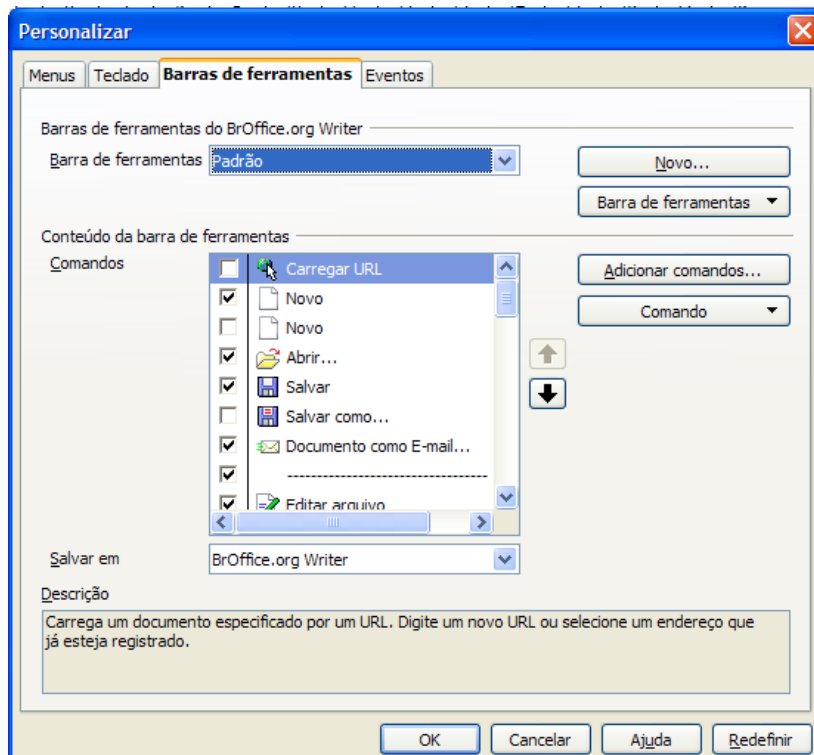 Personalizar
Menus Teclado Barras de ferramentas Eventos
Barras de ferramentas do BrOffice.org Writer
Barra de ferramentas Padrão Novo...
Barra de ferramentas
Conteúdo da barra de ferramentas
Comandos Carregar URL Adicionar comandos...
Novo Comando
Novo
Abrir...
Salvar
Salvar como...
Documento como E-mail...
----------------------------------
Editar arquivo
Salvar em BrOffice.org Writer
Descrição
Carrega um documento especificado por um URL. Digite um novo URL ou selecione um endereço que
já esteja registrado.
OK Cancelar Ajuda Redefinir